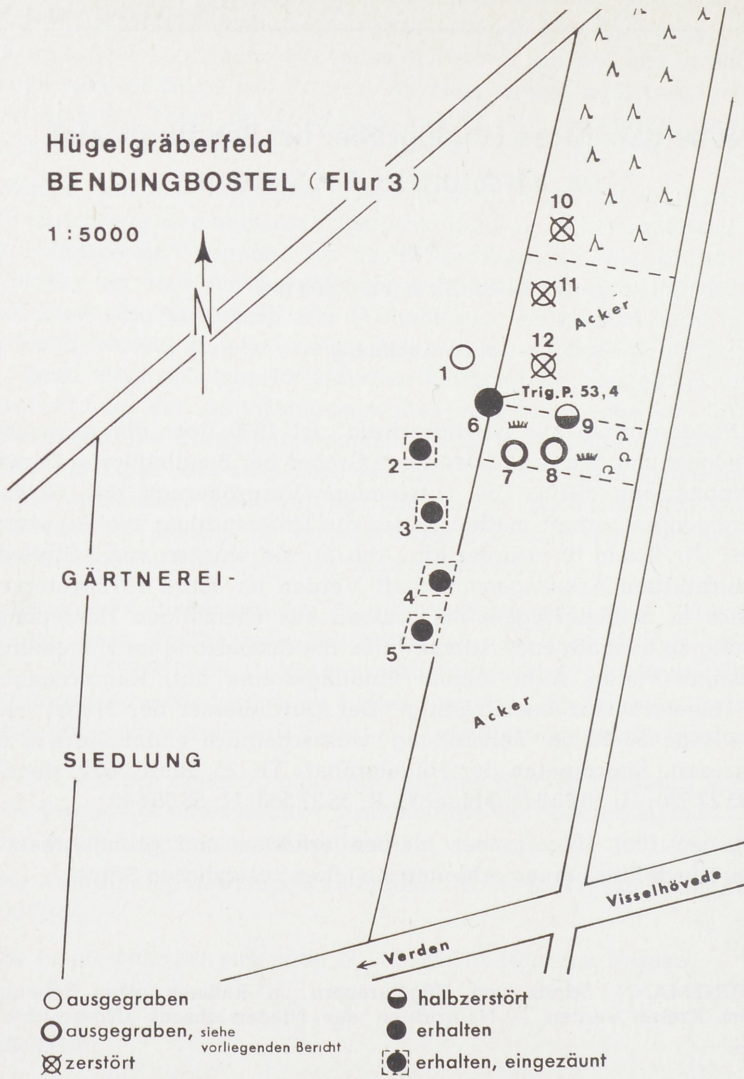 Hügelgräberfeld
BENDINGBOSTEL (Flur 3)
1:5000
N
10
11
Acker
12
1
Trig.P. 53,4
6
9
2
7
8
3
4
5
GÄRTNEREI-
Acker
SIEDLUNG
Visselhövede
← Verden
ausgegraben
ausgegraben, siehe
vorliegenden Bericht
zerstört
halbzerstört
erhalten
erhalten, eingezäunt